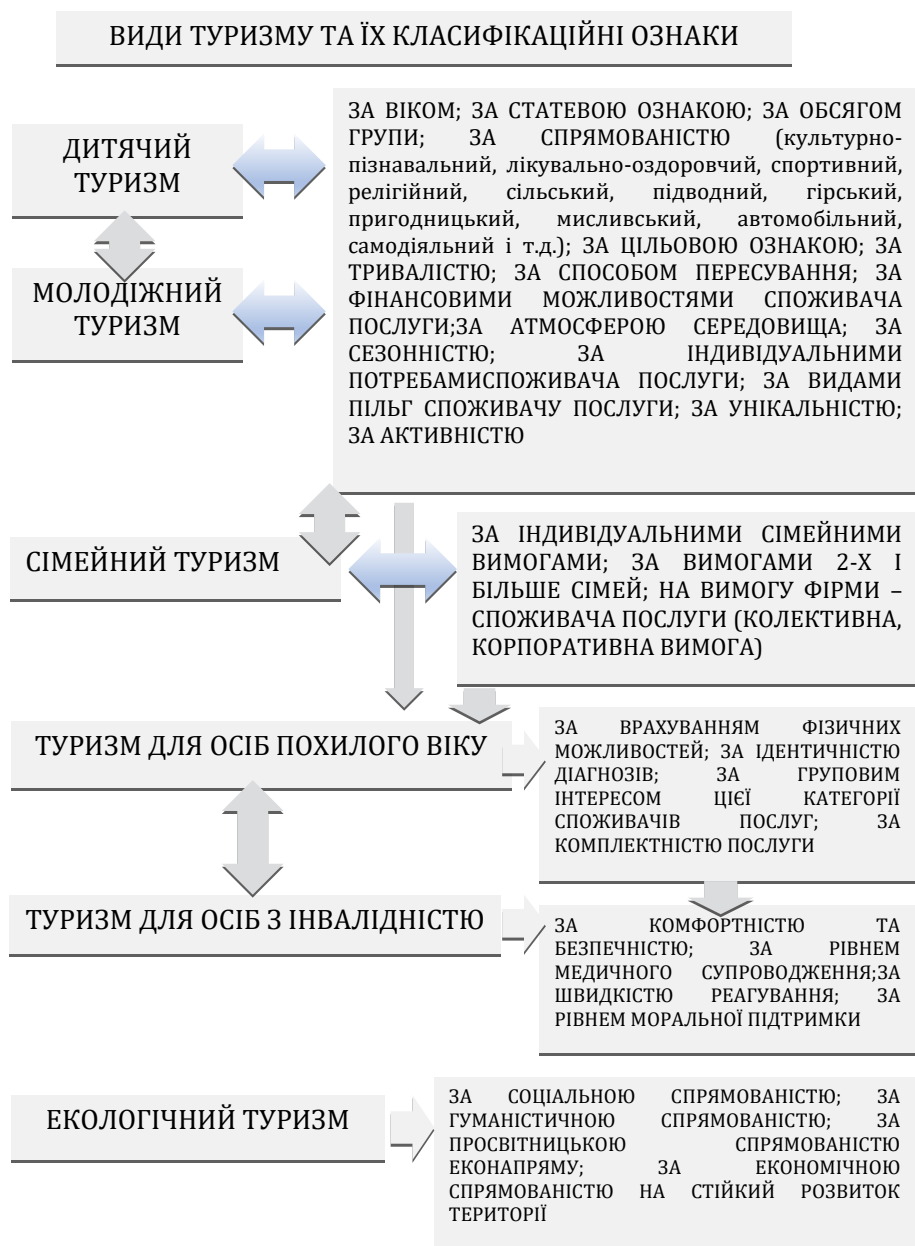 ВИДИ ТУРИЗМУ ТА ЇХ КЛАСИФІКАЦІЙНІ ОЗНАКИ
ДИТЯЧИЙ
ТУРИЗМ
ЗА ВІКОМ; ЗА СТАТЕВОЮ ОЗНАКОЮ; ЗА ОБСЯГОМ
ГРУПИ; ЗА СПРЯМОВАНІСТЮ (культурно-
пізнавальний, лікувально-оздоровчий, спортивний,
релігійний, сільський, підводний, гірський,
пригодницький, мисливський, автомобільний,
самодіяльний і т.д.); ЗА ЦІЛЬОВОЮ ОЗНАКОЮ; ЗА
ТРИВАЛІСТЮ; ЗА СПОСОБОМ ПЕРЕСУВАННЯ; ЗА
ФІНАНСОВИМИ МОЖЛИВОСТЯМИ СПОЖИВАЧА
ПОСЛУГИ;ЗА АТМОСФЕРОЮ СЕРЕДОВИЩА; ЗА
СЕЗОННІСТЮ; ЗА ІНДИВІДУАЛЬНИМИ
ПОТРЕБАМИСПОЖИВАЧА ПОСЛУГИ; ЗА ВИДАМИ
ПІЛЬГ СПОЖИВАЧУ ПОСЛУГИ; ЗА УНІКАЛЬНІСТЮ;
ЗА АКТИВНІСТЮ
МОЛОДІЖНИЙ
ТУРИЗМ
СІМЕЙНИЙ ТУРИЗМ
ЗА ІНДИВІДУАЛЬНИМИ СІМЕЙНИМИ
ВИМОГАМИ; ЗА ВИМОГАМИ 2-Х І
БІЛЬШЕ СІМЕЙ; НА ВИМОГУ ФІРМИ –
СПОЖИВАЧА ПОСЛУГИ (КОЛЕКТИВНА,
КОРПОРАТИВНА ВИМОГА)
ТУРИЗМ ДЛЯ ОСІБ ПОХИЛОГО ВІКУ
ЗА ВРАХУВАННЯМ ФІЗИЧНИХ
МОЖЛИВОСТЕЙ; ЗА ІДЕНТИЧНІСТЮ
ДІАГНОЗІВ; ЗА ГРУПОВИМ
ІНТЕРЕСОМ ЦІЄЇ КАТЕГОРІЇ
СПОЖИВАЧІВ ПОСЛУГ; ЗА
КОМПЛЕКТНІСТЮ ПОСЛУГИ
ТУРИЗМ ДЛЯ ОСІБ З ІНВАЛІДНІСТЮ
ЗА КОМФОРТНІСТЮ ТА
БЕЗПЕЧНІСТЮ; ЗА РІВНЕМ
МЕДИЧНОГО СУПРОВОДЖЕННЯ;ЗА
ШВИДКІСТЮ РЕАГУВАННЯ; ЗА
РІВНЕМ МОРАЛЬНОЇ ПІДТРИМКИ
ЕКОЛОГІЧНИЙ ТУРИЗМ
ЗА СОЦІАЛЬНОЮ СПРЯМОВАНІСТЮ; ЗА
ГУМАНІСТИЧНОЮ СПРЯМОВАНІСТЮ; ЗА
ПРОСВІТНИЦЬКОЮ СПРЯМОВАНІСТЮ
ЕКОНАПРЯМУ; ЗА ЕКОНОМІЧНОЮ
СПРЯМОВАНІСТЮ НА СТІЙКИЙ РОЗВИТОК
ТЕРИТОРІЇ